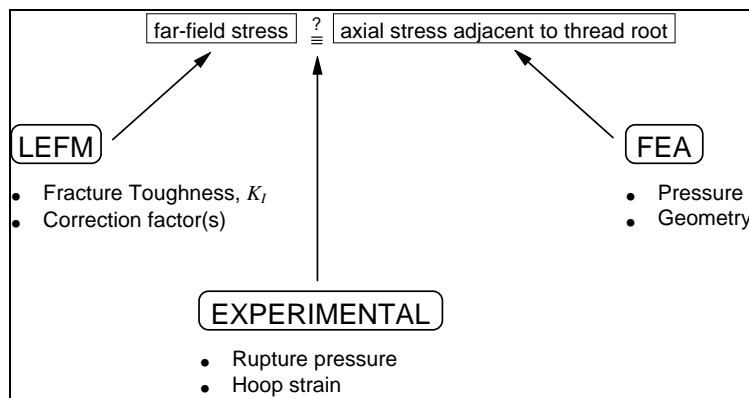 far-field stress ≟ axial stress adjacent to thread root
LEFM
• Fracture Toughness, K_I
• Correction factor(s)
FEA
• Pressure
• Geometry
EXPERIMENTAL
• Rupture pressure
• Hoop strain